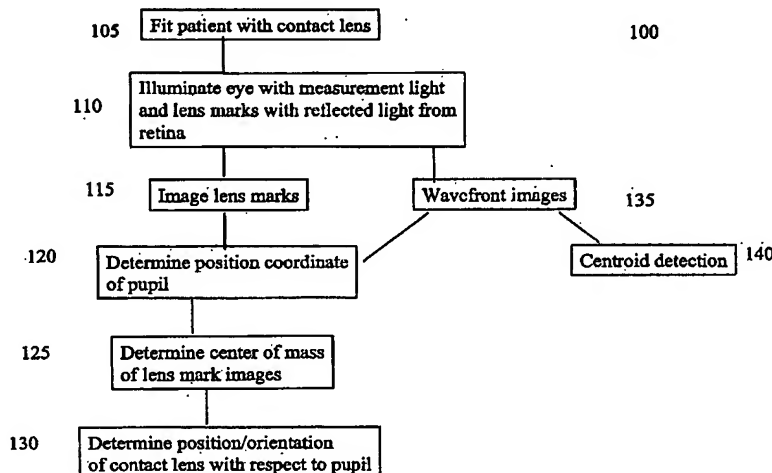 105 Fit patient with contact lens 100
110 Illuminate eye with measurement light
and lens marks with reflected light from
retina
115 Image lens marks Wavefront images 135
120 Determine position coordinate
of pupil
Centroid detection 140
125 Determine center of mass
of lens mark images
130 Determine position/orientation
of contact lens with respect to pupil